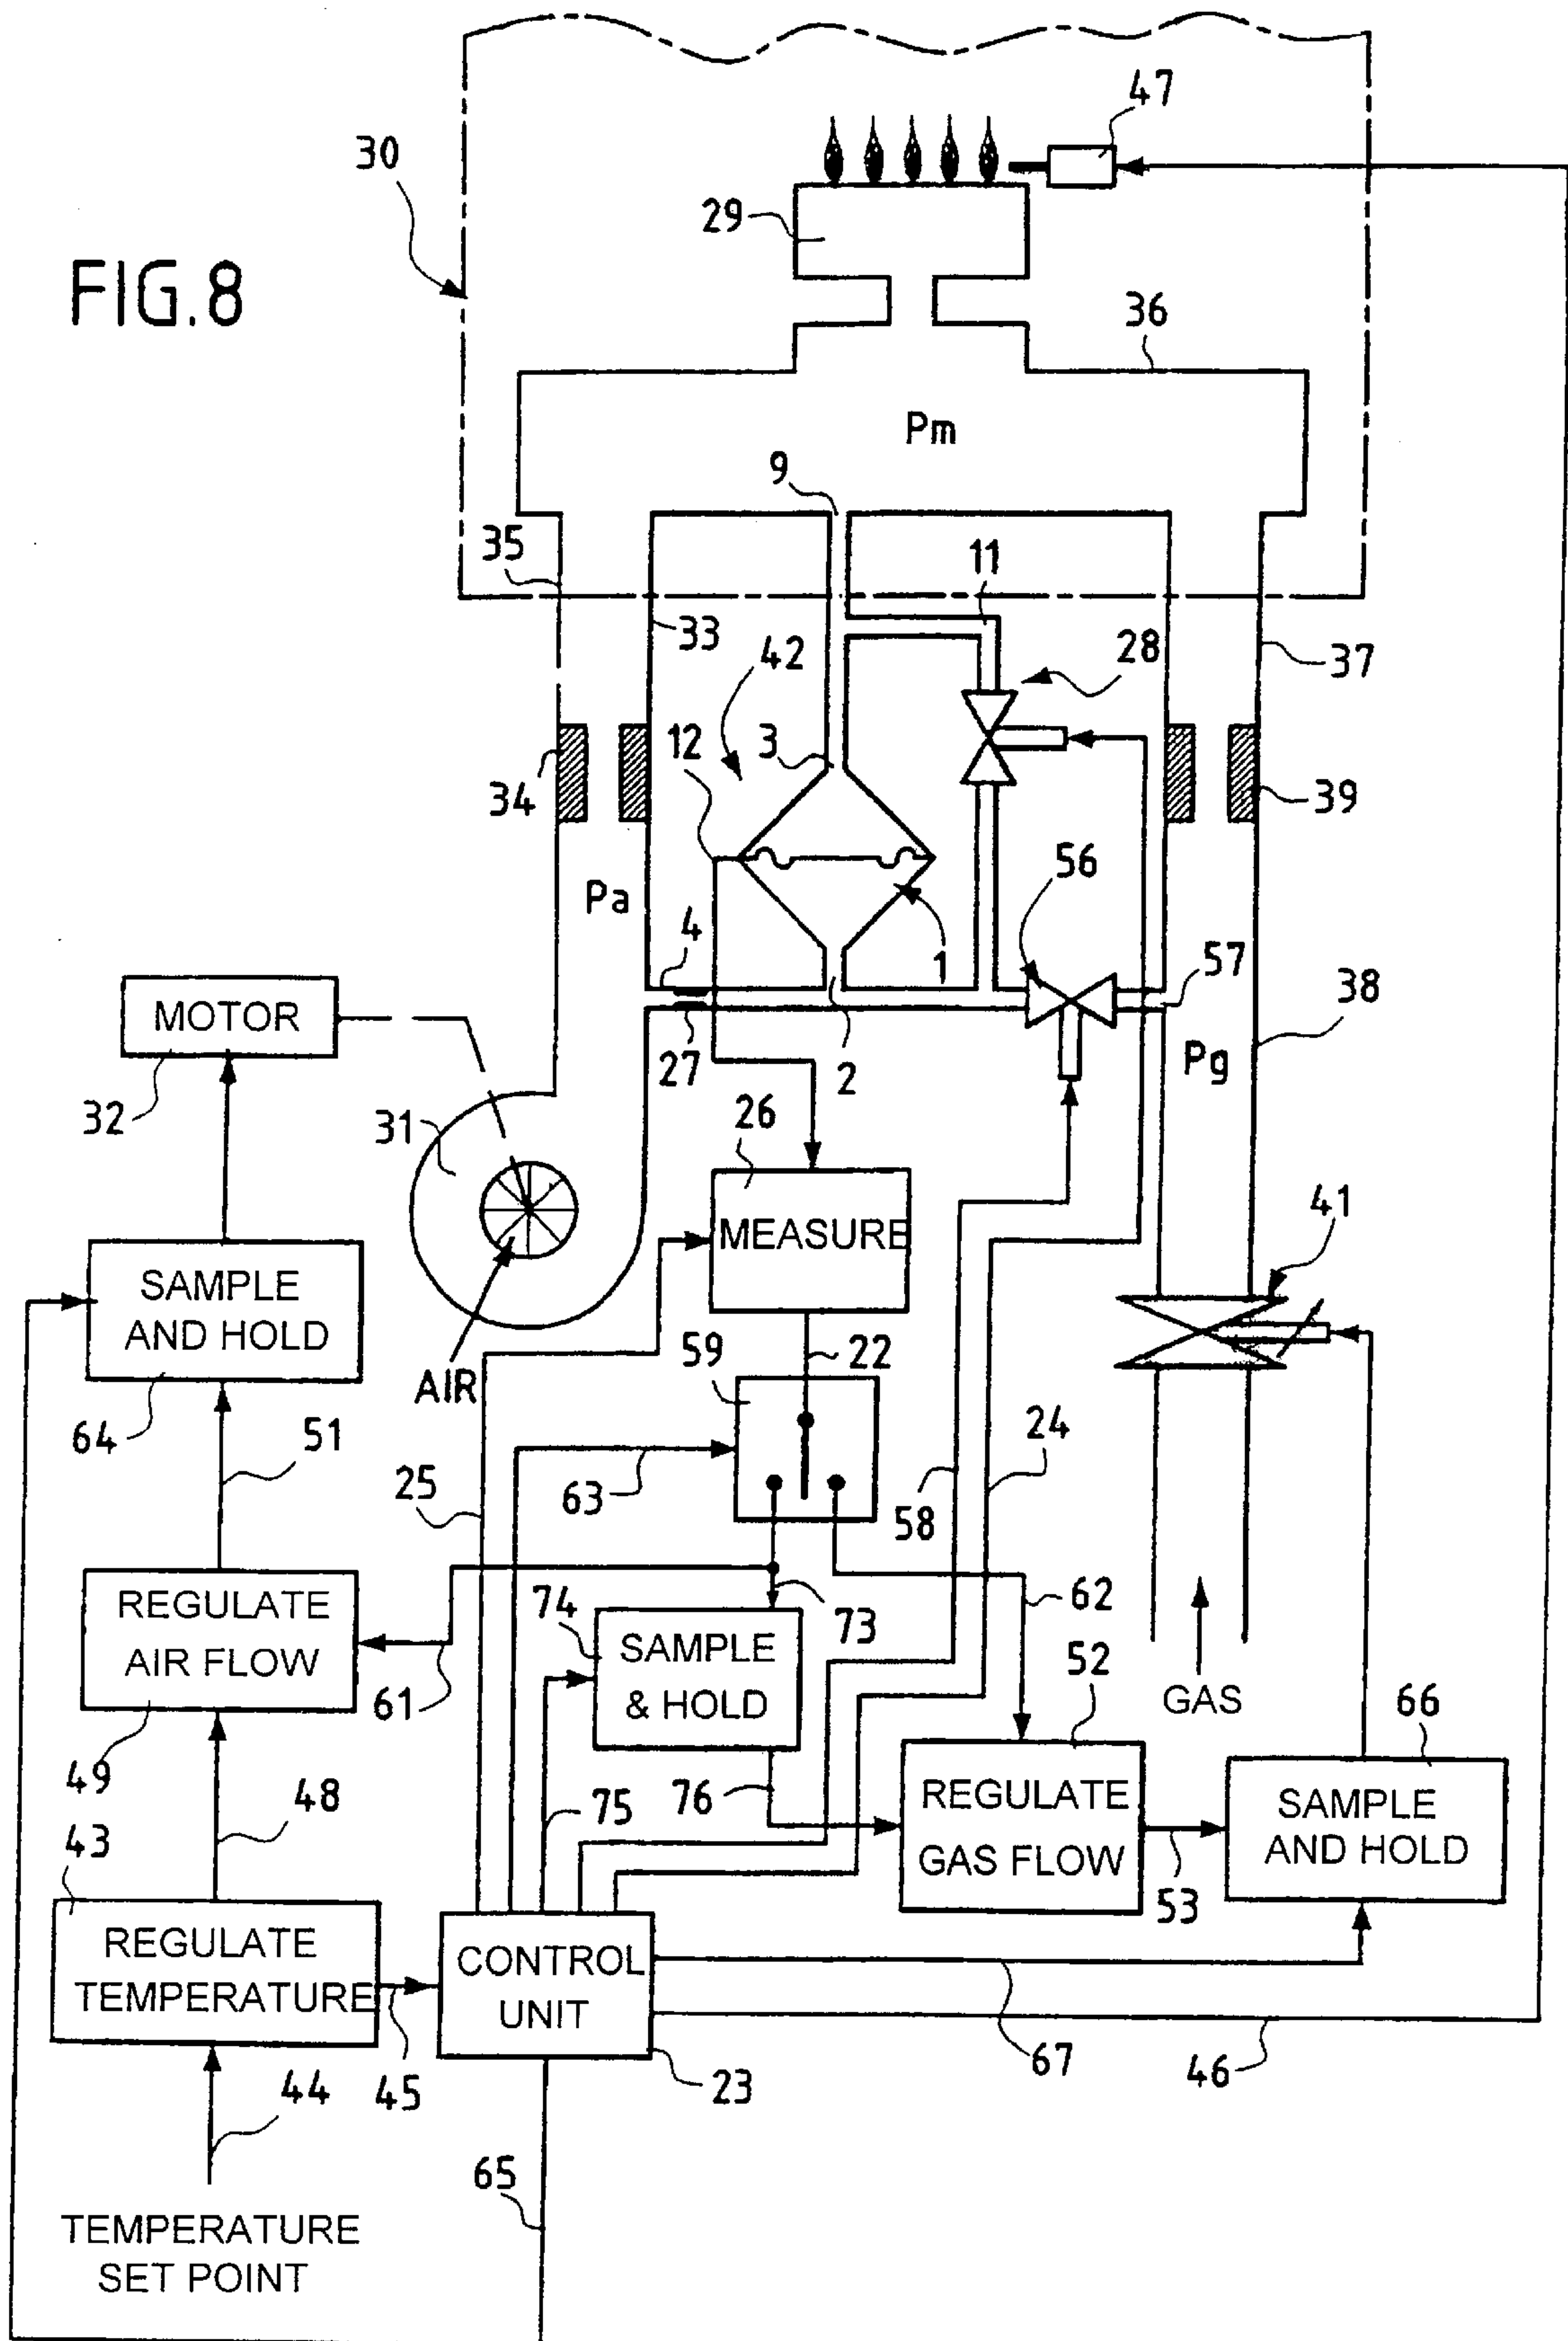 FIG.8
30
47
29
36
Pm
9
35
11
33
42
28
37
12
3
34
39
56
Pa
4
1
57
38
MOTOR
27
2
Pg
32
31
26
MEASURE
41
SAMPLE
AND HOLD
AIR
59
22
64
51
63
24
25
58
REGULATE
AIR FLOW
74
73
62
SAMPLE
& HOLD
52
61
GAS
66
49
48
75
76
REGULATE
GAS FLOW
SAMPLE
AND HOLD
43
53
REGULATE
TEMPERATURE
CONTROL
UNIT
44
45
23
67
46
65
TEMPERATURE
SET POINT